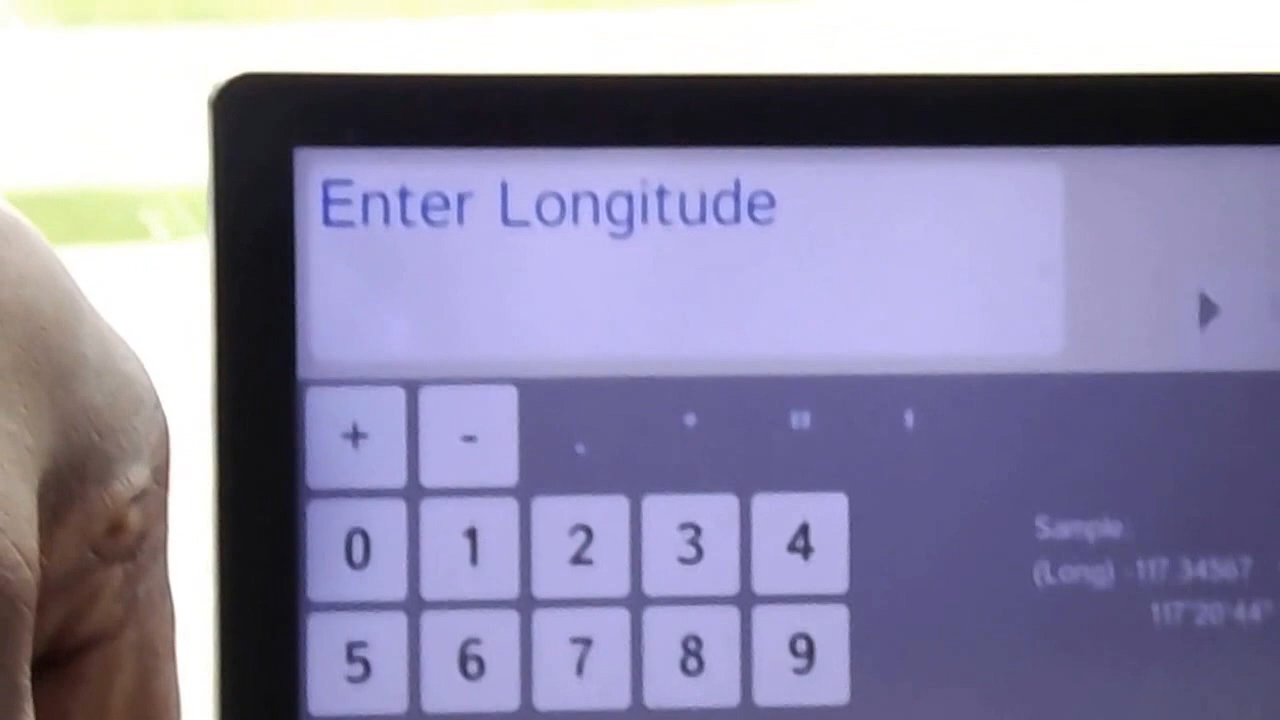 Enter Longitude
+ - . ° " '
0 1 2 3 4
5 6 7 8 9
Sample:
(Long) -117.34567
117°20'44"